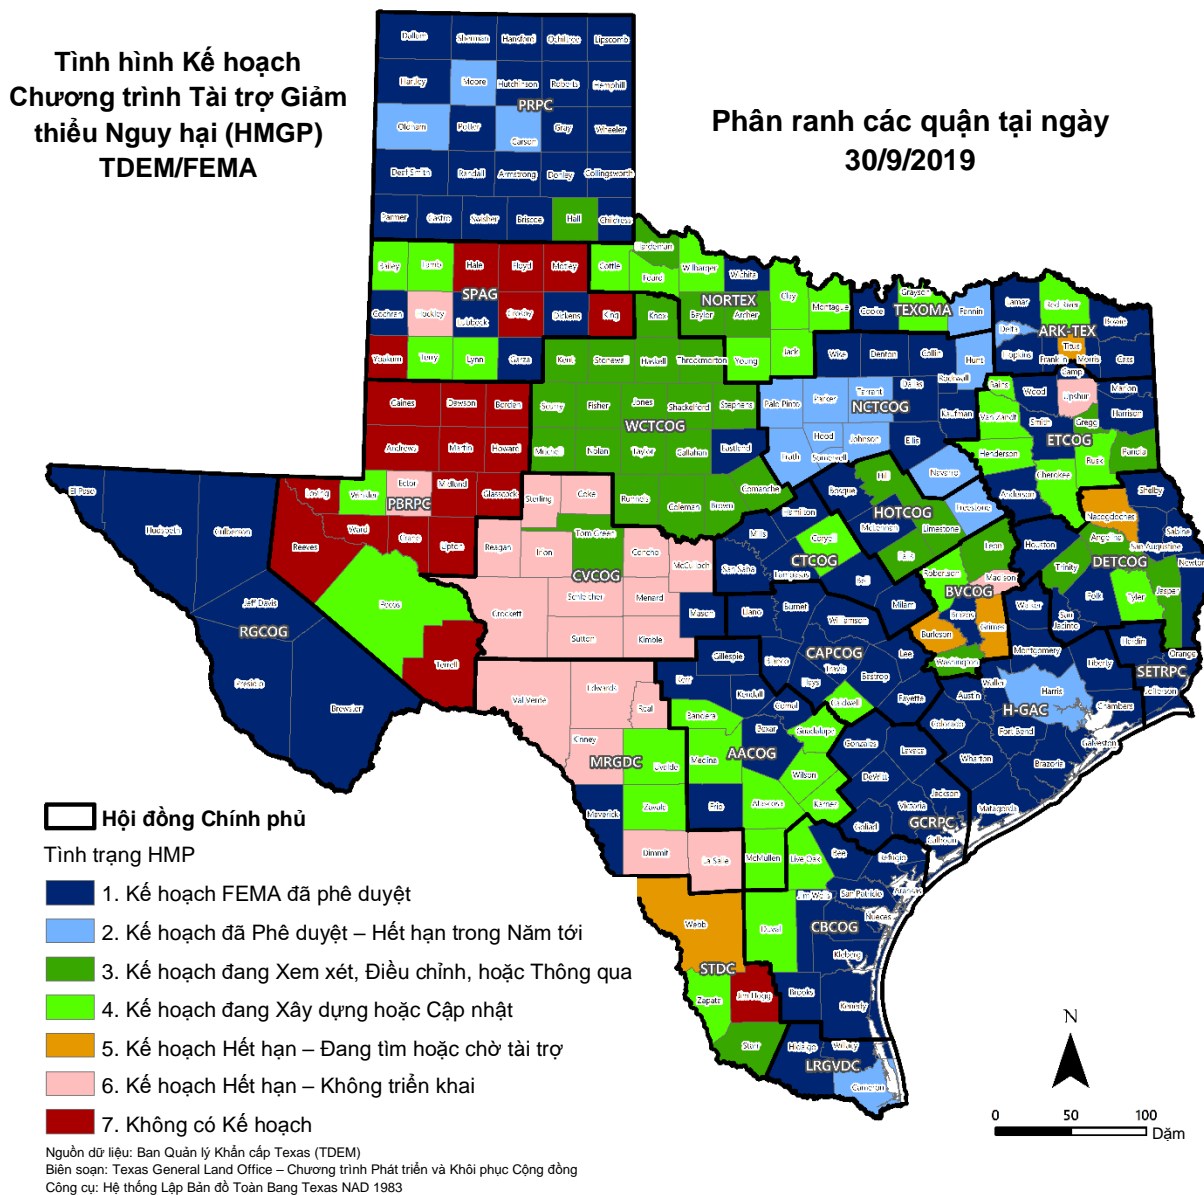 Tình hình Kế hoạch
Chương trình Tài trợ Giảm
thiểu Nguy hại (HMGP)
TDEM/FEMA
Phân ranh các quận tại ngày
30/9/2019
Dallam Sherman Hansford Ochiltree Lipscomb
Hartley Moore Hutchinson Roberts Hemphill
PRPC
Oldham Potter Carson Gray Wheeler
Deaf Smith Randall Armstrong Donley Collingsworth
Parmer Castro Swisher Briscoe Hall Childress
Hardeman
Bailey Lamb Hale Floyd Motley Cottle Foard Wilbarger Wichita
SPAG NORTEX TEXOMA ARK-TEX
Clay Montague Cooke Grayson Fannin Lamar Red River Bowie
Cochran Hockley Lubbock Crosby Dickens King Knox Baylor Archer
Delta Titus Hopkins Franklin Morris Cass
Yoakum Terry Lynn Garza Kent Stonewall Haskell Throckmorton Young Jack
Wise Denton Collin Hunt Rockwall Camp
Gaines Dawson Borden Scurry Fisher Jones Shackelford Stephens
WCTCOG NCTCOG ETCOG
Palo Pinto Parker Tarrant Dallas Kaufman
Rains Wood Upshur Marion Van Zandt Smith Gregg Harrison
Andrews Martin Howard Mitchell Nolan Taylor Callahan Eastland
Erath Hood Somervell Johnson Ellis Henderson Rusk Panola
Loving Winkler Ector Midland Glasscock Sterling Coke Runnels Coleman Brown Comanche
PBRPC
Bosque Hill Navarro Freestone Anderson Cherokee Nacogdoches Shelby
HOTCOG
El Paso Hudspeth Culberson Reeves Ward Crane Upton Reagan Irion Tom Green Concho McCulloch
CVCOG CTCOG DETCOG BVCOG
Mills Hamilton Coryell McLennan Limestone Falls Leon Houston Angelina San Augustine Sabine Newton
San Saba Lampasas Bell Robertson Madison Trinity Polk Tyler Jasper
Jeff Davis Pecos Crockett Schleicher Menard Mason Llano Burnet Williamson Milam Brazos Grimes Walker San Jacinto
RGCOG CAPCOG SETRPC
Presidio Brewster Terrell Sutton Kimble Gillespie Blanco Travis Lee Burleson Washington Montgomery Liberty Hardin Orange Jefferson
Val Verde Edwards Real Kerr Kendall Hays Bastrop Fayette Austin Waller Harris Chambers
H-GAC
Kinney Uvalde Bandera Medina Bexar Comal Guadalupe Caldwell Gonzales Colorado Fort Bend Galveston
MRGDC AACOG
Maverick Zavala Frio Atascosa Wilson Karnes DeWitt Lavaca Wharton Brazoria Matagorda
GCRPC
Jackson Victoria Goliad Calhoun
Dimmit La Salle McMullen Live Oak Bee Refugio Aransas
Webb Duval Jim Wells San Patricio Nueces
STDC CBCOG
Kleberg Zapata Jim Hogg Brooks Kenedy
Starr Hidalgo Willacy
LRGVDC
Cameron
Hội đồng Chính phủ
Tình trạng HMP
1. Kế hoạch FEMA đã phê duyệt
2. Kế hoạch đã Phê duyệt – Hết hạn trong Năm tới
3. Kế hoạch đang Xem xét, Điều chỉnh, hoặc Thông qua
4. Kế hoạch đang Xây dựng hoặc Cập nhật
5. Kế hoạch Hết hạn – Đang tìm hoặc chờ tài trợ
6. Kế hoạch Hết hạn – Không triển khai
7. Không có Kế hoạch
N
0 50 100
Dặm
Nguồn dữ liệu: Ban Quản lý Khẩn cấp Texas (TDEM)
Biên soạn: Texas General Land Office – Chương trình Phát triển và Khôi phục Cộng đồng
Công cụ: Hệ thống Lập Bản đồ Toàn Bang Texas NAD 1983